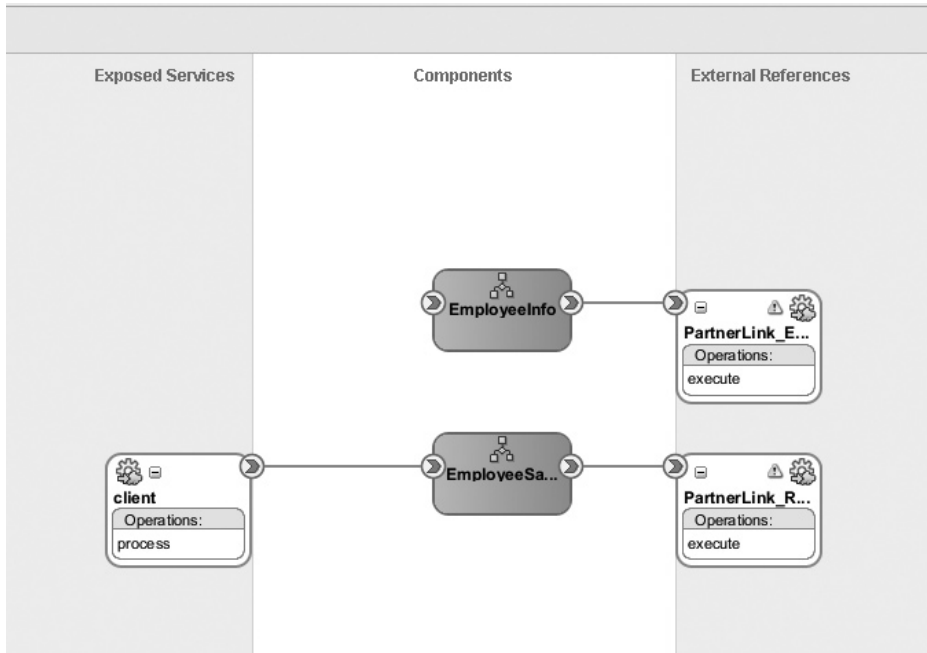 Exposed Services
Components
External References
EmployeeInfo
PartnerLink_E...
Operations:
execute
client
Operations:
process
EmployeeSa...
PartnerLink_R...
Operations:
execute